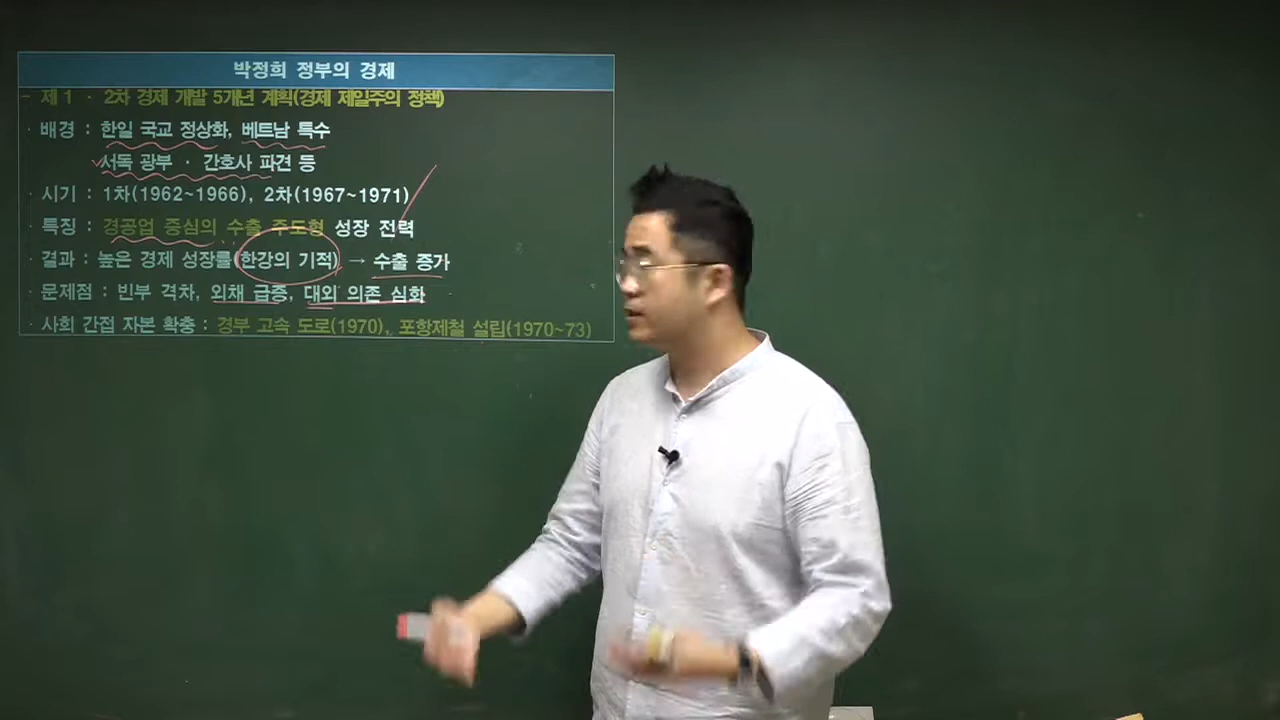 박정희 정부의 경제
- 제 1 · 2차 경제 개발 5개년 계획(경제 제일주의 정책)
· 배경 : 한일 국교 정상화, 베트남 특수
서독 광부 · 간호사 파견 등
· 시기 : 1차(1962~1966), 2차(1967~1971)
· 특징 : 경공업 중심의 수출 주도형 성장 전력
· 결과 : 높은 경제 성장률(한강의 기적) → 수출 증가
· 문제점 : 빈부 격차, 외채 급증, 대외 의존 심화
· 사회 간접 자본 확충 : 경부 고속 도로(1970), 포항제철 설립(1970~73)